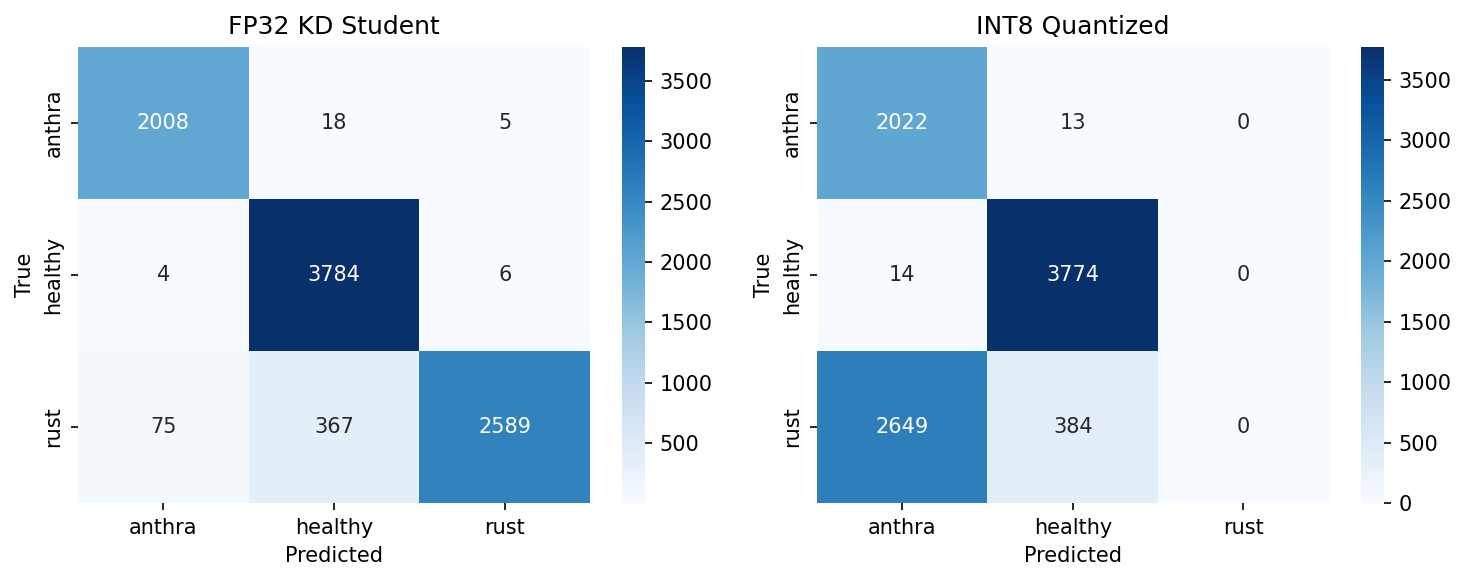 FP32 KD Student
INT8 Quantized
True
anthra
healthy
rust
2008 18 5
4 3784 6
75 367 2589
anthra healthy rust
Predicted
3500
3000
2500
2000
1500
1000
500
True
anthra
healthy
rust
2022 13 0
14 3774 0
2649 384 0
anthra healthy rust
Predicted
3500
3000
2500
2000
1500
1000
500
0